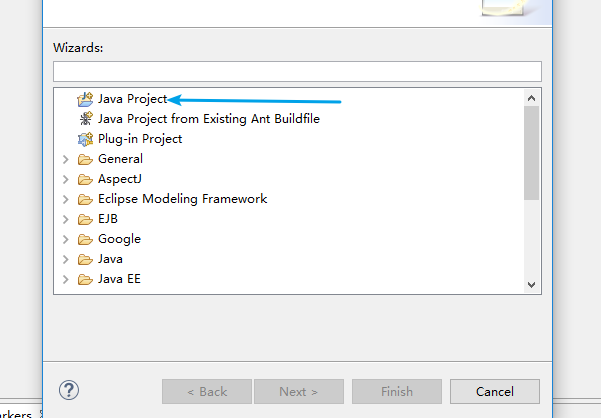 Wizards:
Java Project
Java Project from Existing Ant Buildfile
Plug-in Project
General
AspectJ
Eclipse Modeling Framework
EJB
Google
Java
Java EE
?
< Back
Next >
Finish
Cancel
arkers